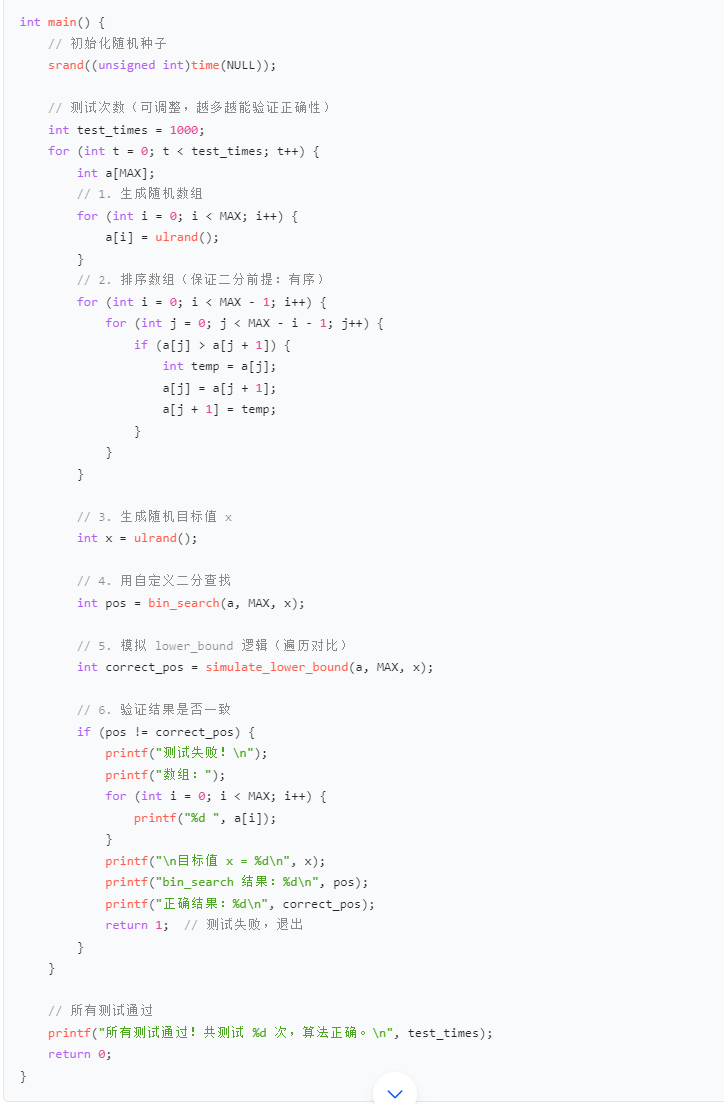 int main() {
    // 初始化随机种子
    srand((unsigned int)time(NULL));

    // 测试次数（可调整，越多越能验证正确性）
    int test_times = 1000;
    for (int t = 0; t < test_times; t++) {
        int a[MAX];
        // 1. 生成随机数组
        for (int i = 0; i < MAX; i++) {
            a[i] = ulrand();
        }
        // 2. 排序数组（保证二分前提：有序）
        for (int i = 0; i < MAX - 1; i++) {
            for (int j = 0; j < MAX - i - 1; j++) {
                if (a[j] > a[j + 1]) {
                    int temp = a[j];
                    a[j] = a[j + 1];
                    a[j + 1] = temp;
                }
            }
        }

        // 3. 生成随机目标值 x
        int x = ulrand();

        // 4. 用自定义二分查找
        int pos = bin_search(a, MAX, x);

        // 5. 模拟 lower_bound 逻辑（遍历对比）
        int correct_pos = simulate_lower_bound(a, MAX, x);

        // 6. 验证结果是否一致
        if (pos != correct_pos) {
            printf("测试失败！\n");
            printf("数组：");
            for (int i = 0; i < MAX; i++) {
                printf("%d ", a[i]);
            }
            printf("\n目标值 x = %d\n", x);
            printf("bin_search 结果：%d\n", pos);
            printf("正确结果：%d\n", correct_pos);
            return 1;  // 测试失败，退出
        }
    }

    // 所有测试通过
    printf("所有测试通过！共测试 %d 次，算法正确。\n", test_times);
    return 0;
}